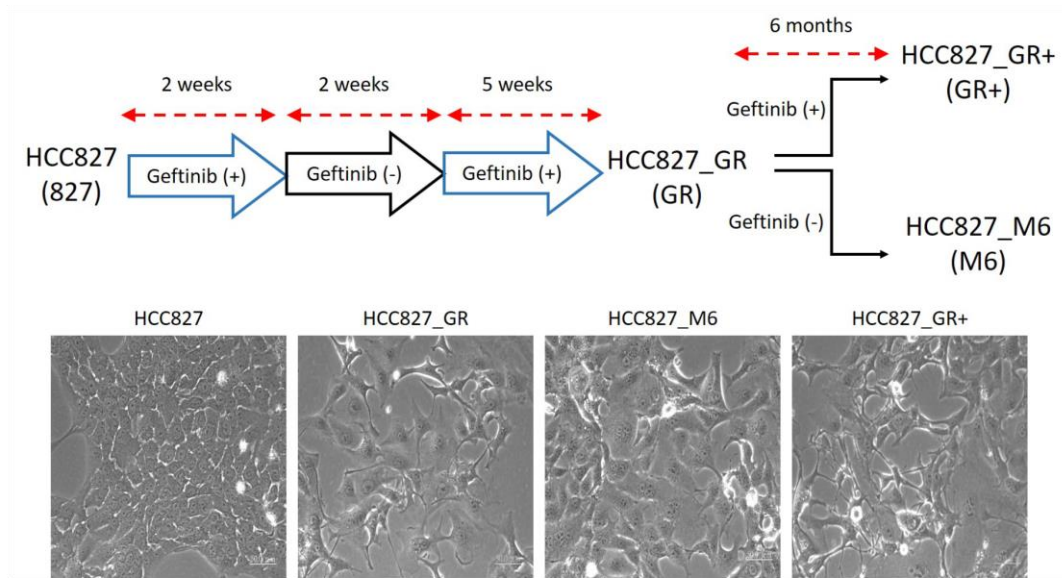 6 months
HCC827_GR+
(GR+)
2 weeks
2 weeks
5 weeks
Geftinib (+)
HCC827
(827)
Geftinib (+)
Geftinib (-)
Geftinib (+)
HCC827_GR
(GR)
Geftinib (-)
HCC827_M6
(M6)
HCC827
HCC827_GR
HCC827_M6
HCC827_GR+